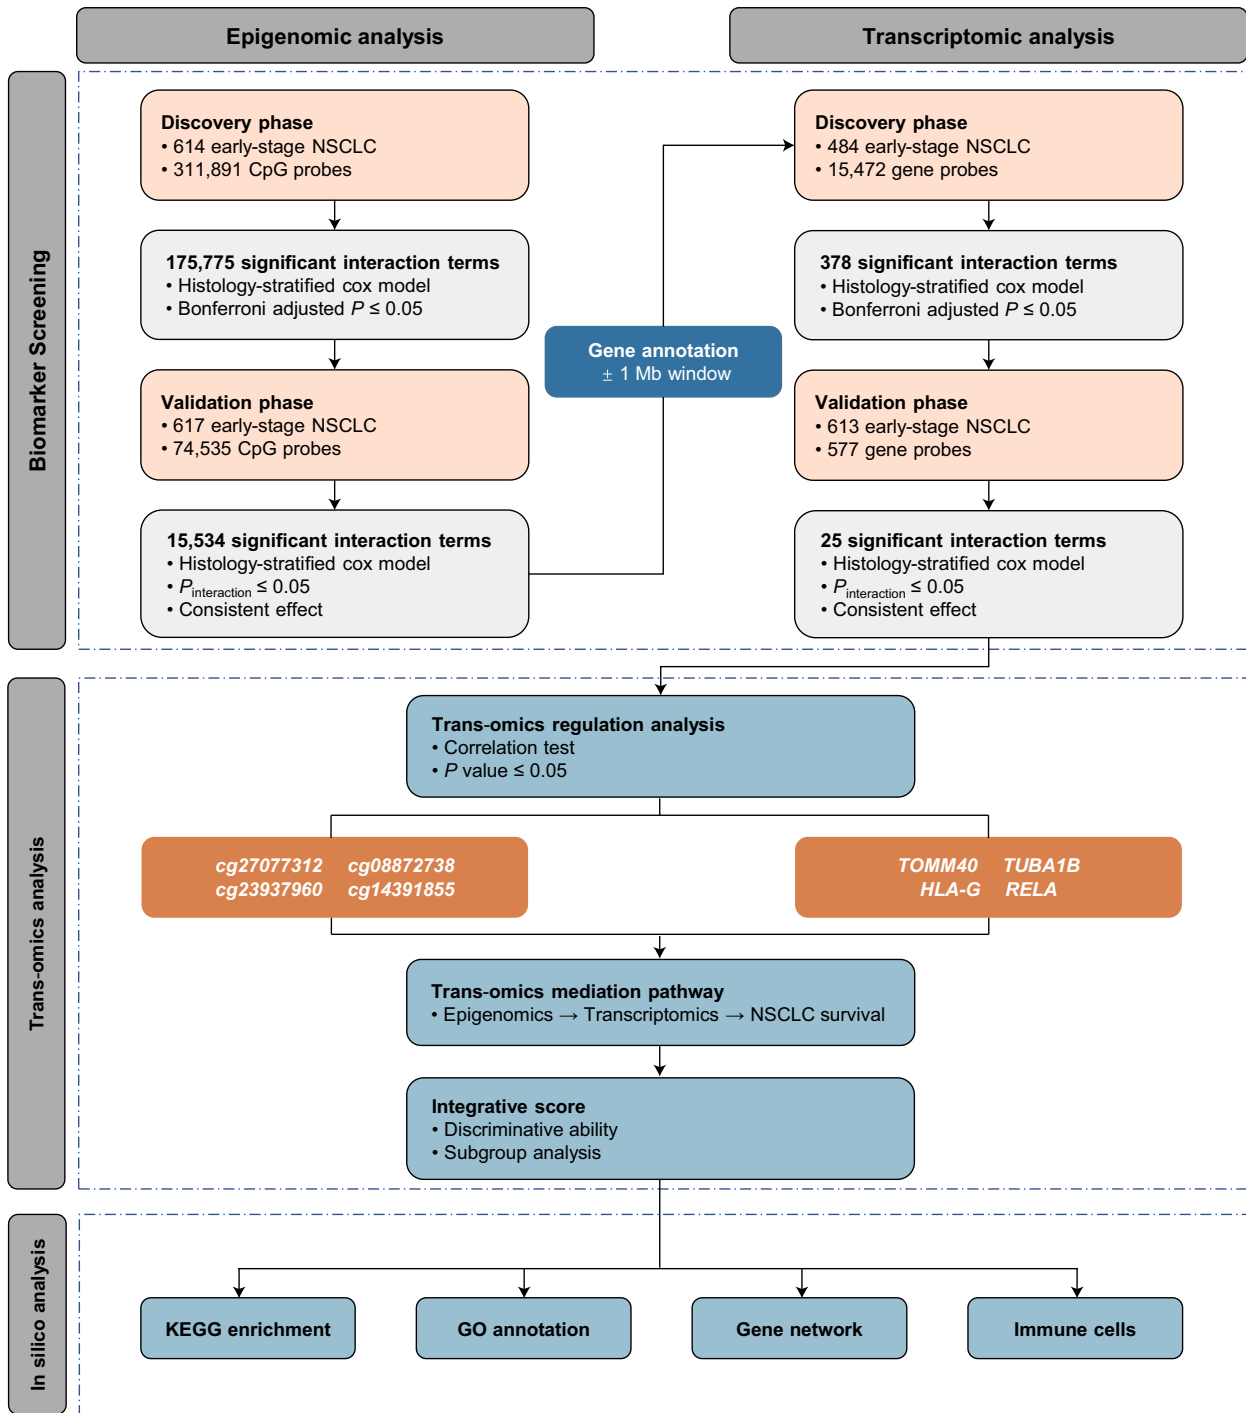 Epigenomic analysis
Transcriptomic analysis
Biomarker Screening
Discovery phase
• 614 early-stage NSCLC
• 311,891 CpG probes
175,775 significant interaction terms
• Histology-stratified cox model
• Bonferroni adjusted P ≤ 0.05
Validation phase
• 617 early-stage NSCLC
• 74,535 CpG probes
15,534 significant interaction terms
• Histology-stratified cox model
• Pinteraction ≤ 0.05
• Consistent effect
Gene annotation
± 1 Mb window
Discovery phase
• 484 early-stage NSCLC
• 15,472 gene probes
378 significant interaction terms
• Histology-stratified cox model
• Bonferroni adjusted P ≤ 0.05
Validation phase
• 613 early-stage NSCLC
• 577 gene probes
25 significant interaction terms
• Histology-stratified cox model
• Pinteraction ≤ 0.05
• Consistent effect
Trans-omics analysis
Trans-omics regulation analysis
• Correlation test
• P value ≤ 0.05
cg27077312 cg08872738
cg23937960 cg14391855
TOMM40 TUBA1B
HLA-G RELA
Trans-omics mediation pathway
• Epigenomics → Transcriptomics → NSCLC survival
Integrative score
• Discriminative ability
• Subgroup analysis
In silico analysis
KEGG enrichment
GO annotation
Gene network
Immune cells